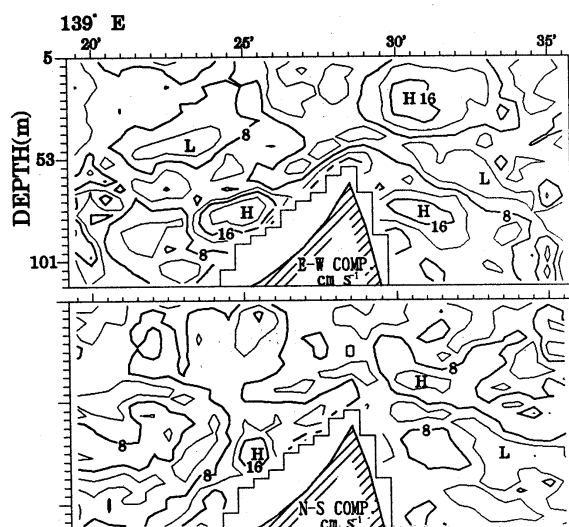 139° E
20' 25' 30' 35'
5
53
101
DEPTH(m)
H 16
8
L
L
H
16
8
H
16
8
E-W COMP.
cm s⁻¹
8
H
8
8
8
H
16
L
N-S COMP.
cm s⁻¹